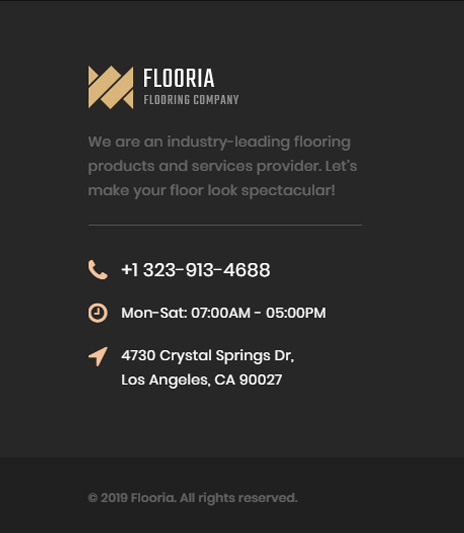 FLOORIA
FLOORING COMPANY
We are an industry-leading flooring
products and services provider. Let's
make your floor look spectacular!
+1 323-913-4688
Mon-Sat: 07:00AM - 05:00PM
4730 Crystal Springs Dr,
Los Angeles, CA 90027
© 2019 Flooria. All rights reserved.